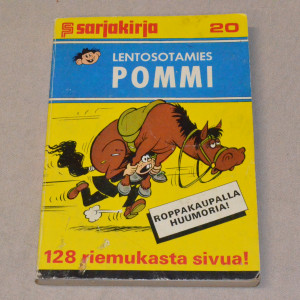 sarjakirja 20
LENTOSOTAMIES
POMMI
ROPPAKAUPALLA
HUUMORIA!
128 riemukasta sivua!